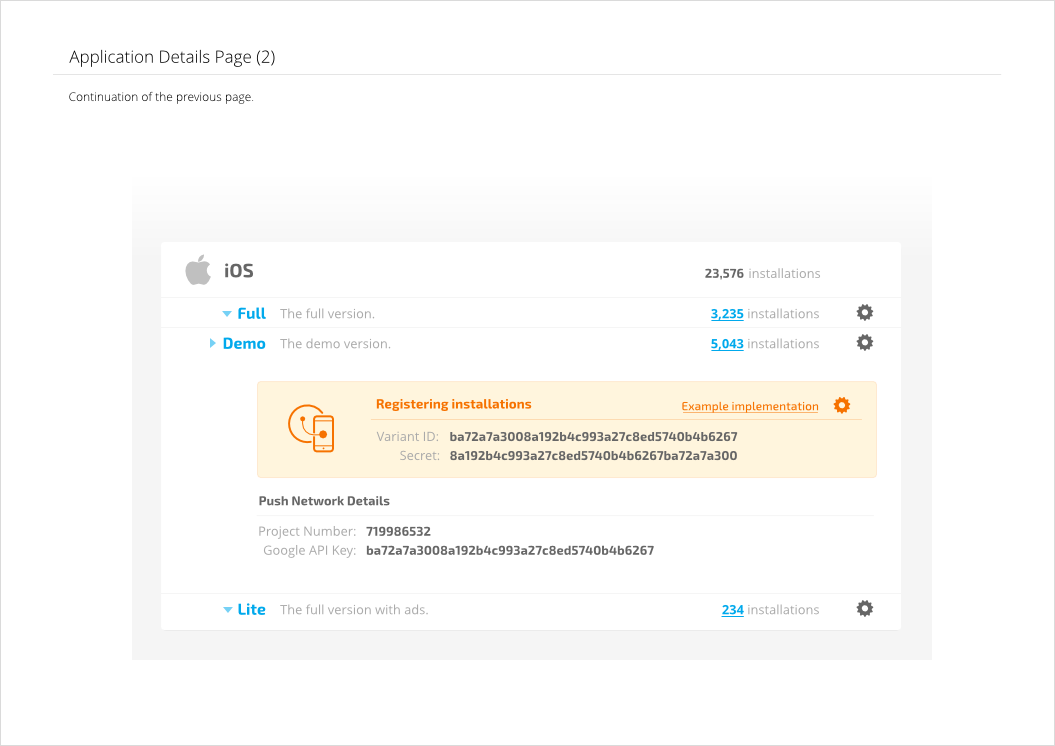 Application Details Page (2)
Continuation of the previous page.
iOS 23,576 installations
Full The full version. 3,235 installations
Demo The demo version. 5,043 installations
Registering installations Example implementation
Variant ID: ba72a7a3008a192b4c993a27c8ed5740b4b6267
Secret: 8a192b4c993a27c8ed5740b4b6267ba72a7a300
Push Network Details
Project Number: 719986532
Google API Key: ba72a7a3008a192b4c993a27c8ed5740b4b6267
Lite The full version with ads. 234 installations